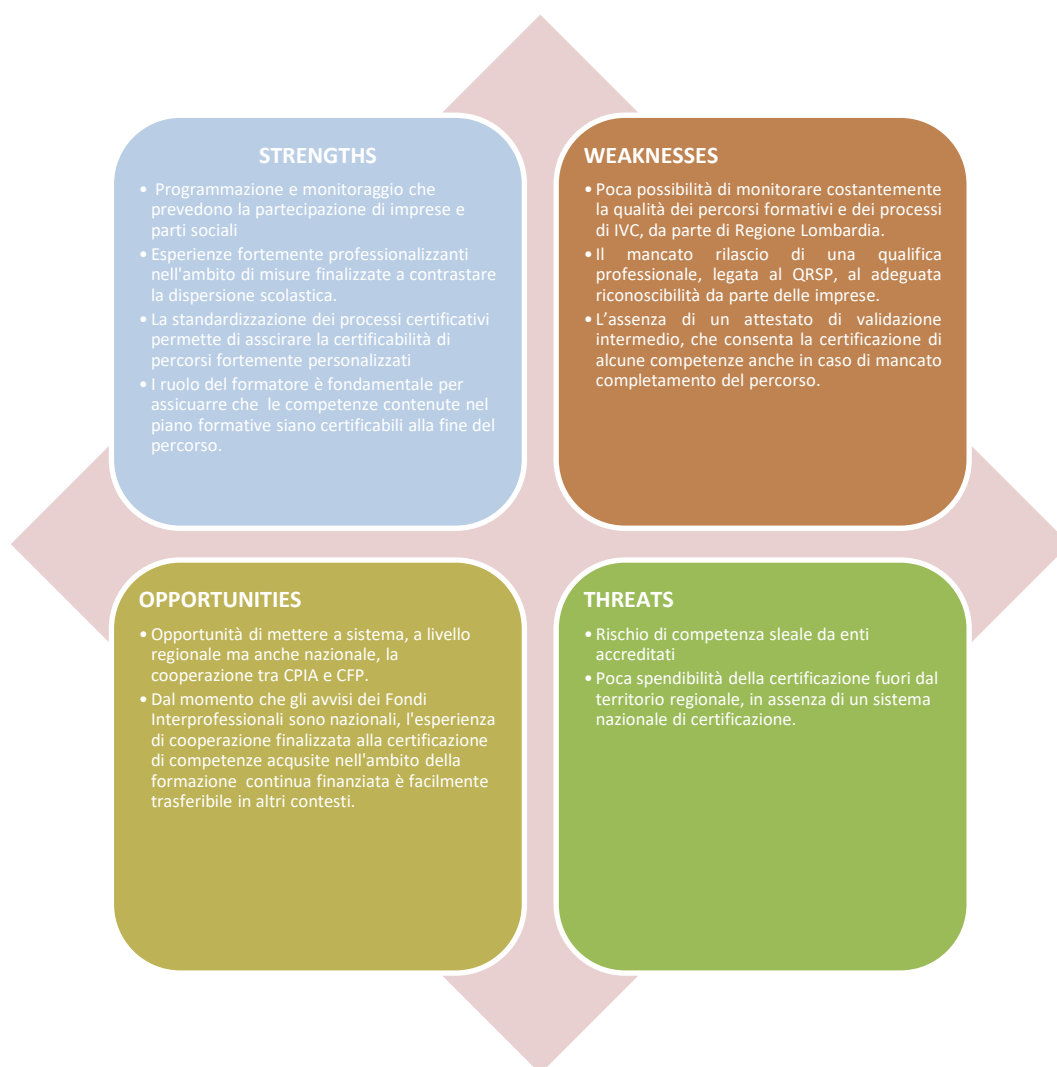 STRENGTHS
• Programmazione e monitoraggio che
prevedono la partecipazione di imprese e
parti sociali
• Esperienze fortemente professionalizzanti
nell'ambito di misure finalizzate a contrastare
la dispersione scolastica.
• La standardizzazione dei processi certificativi
permette di asscirare la certificabilità di
percorsi fortemente personalizzati
• I ruolo del formatore è fondamentale per
assicuarre che le competenze contenute nel
piano formative siano certificabili alla fine del
percorso.
WEAKNESSES
• Poca possibilità di monitorare costantemente
la qualità dei percorsi formativi e dei processi
di IVC, da parte di Regione Lombardia.
• Il mancato rilascio di una qualifica
professionale, legata al QRSP, al adeguata
riconoscibilità da parte delle imprese.
• L’assenza di un attestato di validazione
intermedio, che consenta la certificazione di
alcune competenze anche in caso di mancato
completamento del percorso.
OPPORTUNITIES
• Opportunità di mettere a sistema, a livello
regionale ma anche nazionale, la
cooperazione tra CPIA e CFP.
• Dal momento che gli avvisi dei Fondi
Interprofessionali sono nazionali, l'esperienza
di cooperazione finalizzata alla certificazione
di competenze acqusite nell'ambito della
formazione continua finanziata è facilmente
trasferibile in altri contesti.
THREATS
• Rischio di competenza sleale da enti
accreditati
• Poca spendibilità della certificazione fuori dal
territorio regionale, in assenza di un sistema
nazionale di certificazione.